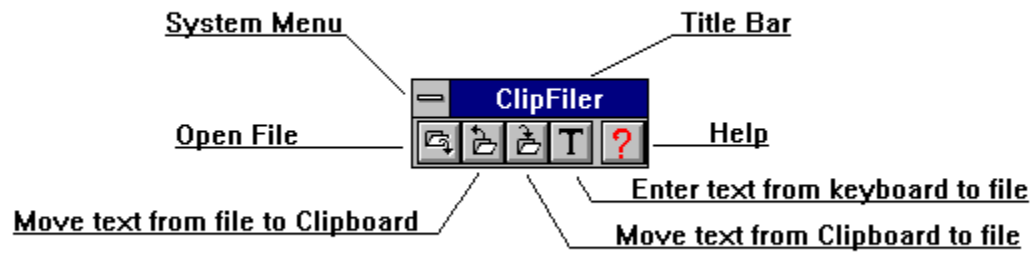 System Menu
Title Bar
ClipFiler
Open File
T ?
Help
Enter text from keyboard to file
Move text from file to Clipboard
Move text from Clipboard to file